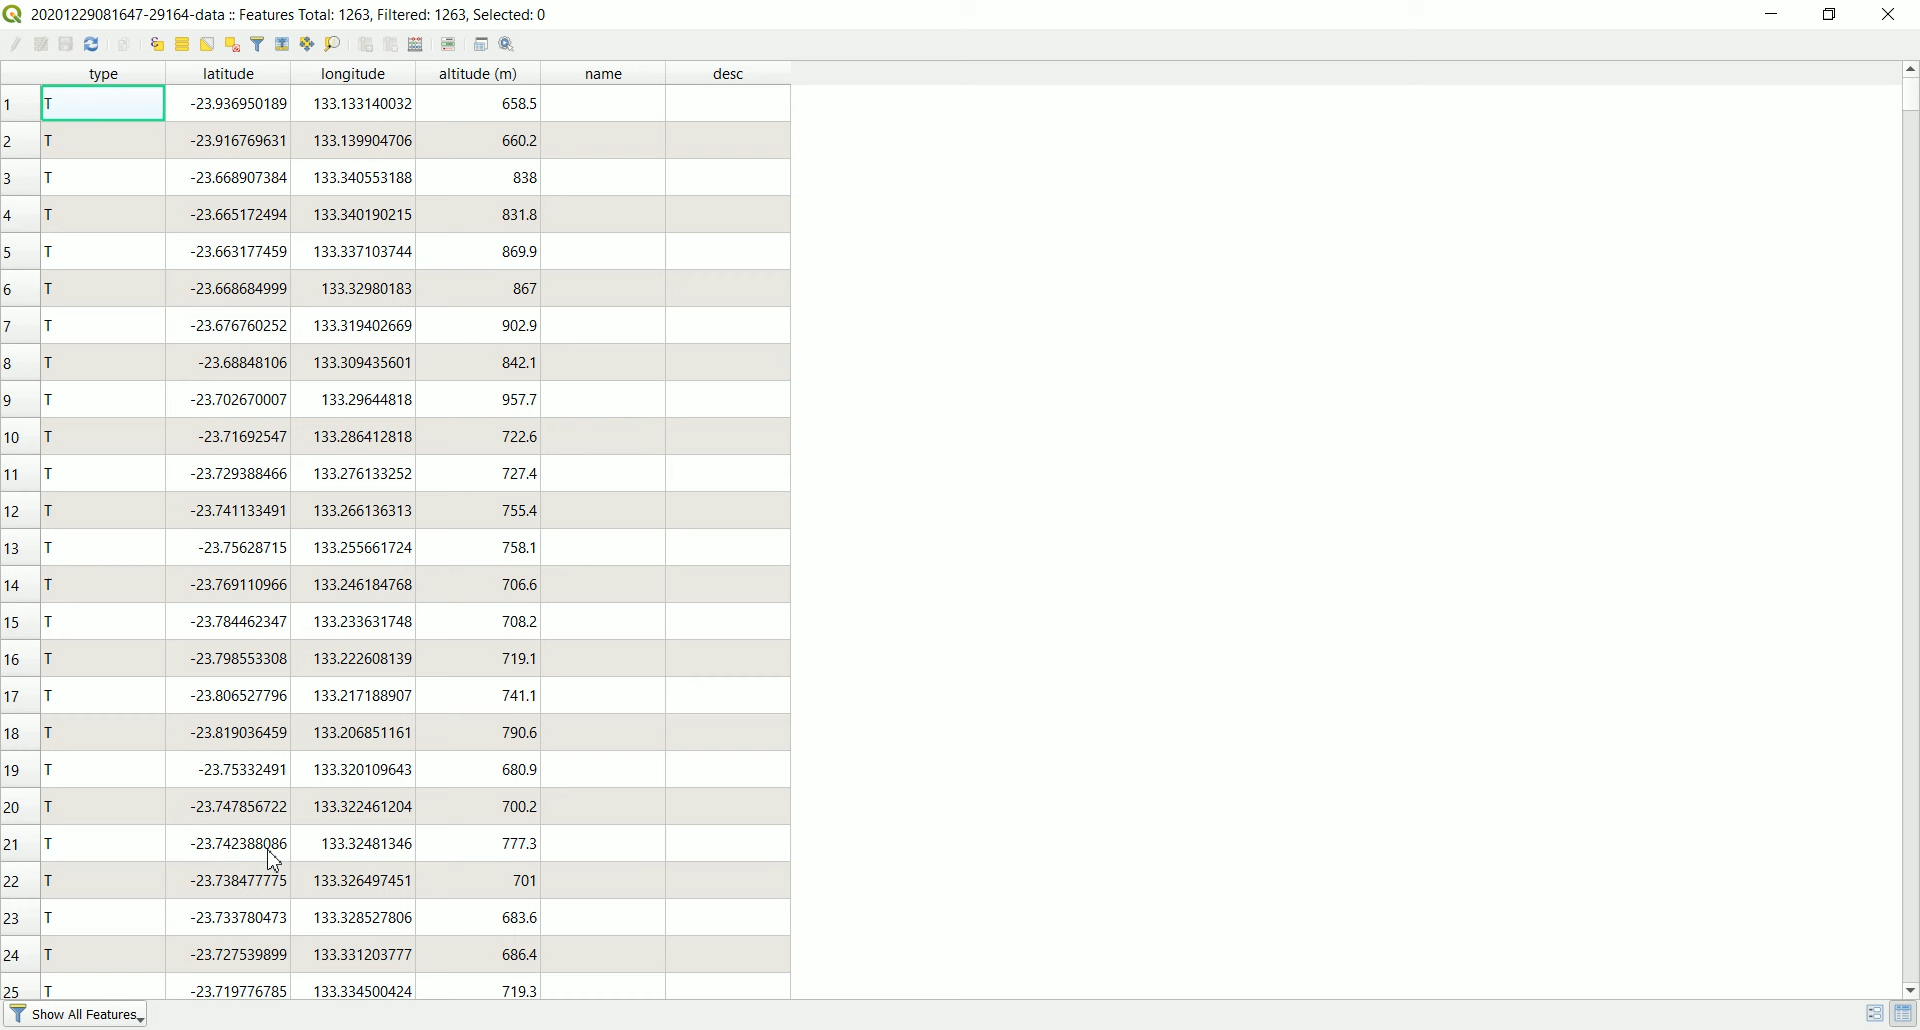 20201229081647-29164-data :: Features Total: 1263, Filtered: 1263, Selected: 0
type latitude longitude altitude (m) name desc
1 T -23.936950189 133.133140032 658.5
2 T -23.916769631 133.139904706 660.2
3 T -23.668907384 133.340553188 838
4 T -23.665172494 133.340190215 831.8
5 T -23.663177459 133.337103744 869.9
6 T -23.668684999 133.32980183 867
7 T -23.676760252 133.319402669 902.9
8 T -23.68848106 133.309435601 842.1
9 T -23.702670007 133.29644818 957.7
10 T -23.71692547 133.286412818 722.6
11 T -23.729388466 133.276133252 727.4
12 T -23.741133491 133.266136313 755.4
13 T -23.75628715 133.255661724 758.1
14 T -23.769110966 133.246184768 706.6
15 T -23.784462347 133.233631748 708.2
16 T -23.798553308 133.222608139 719.1
17 T -23.806527796 133.217188907 741.1
18 T -23.819036459 133.206851161 790.6
19 T -23.75332491 133.320109643 680.9
20 T -23.747856722 133.322461204 700.2
21 T -23.742388086 133.32481346 777.3
22 T -23.738477775 133.326497451 701
23 T -23.733780473 133.328527806 683.6
24 T -23.727539899 133.331203777 686.4
25 T -23.719776785 133.334500424 719.3
Show All Features